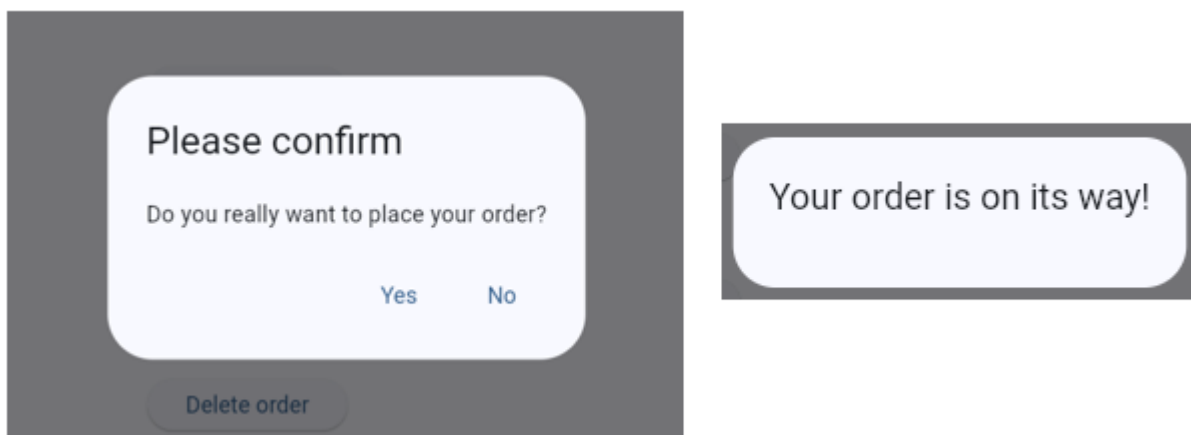 Please confirm
Do you really want to place your order?
Yes No
Delete order
Your order is on its way!